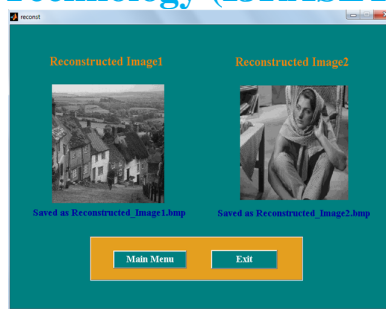 reconst
Reconstructed Image1
Reconstructed Image2
Saved as Reconstructed_Image1.bmp
Saved as Reconstructed_Image2.bmp
Main Menu
Exit